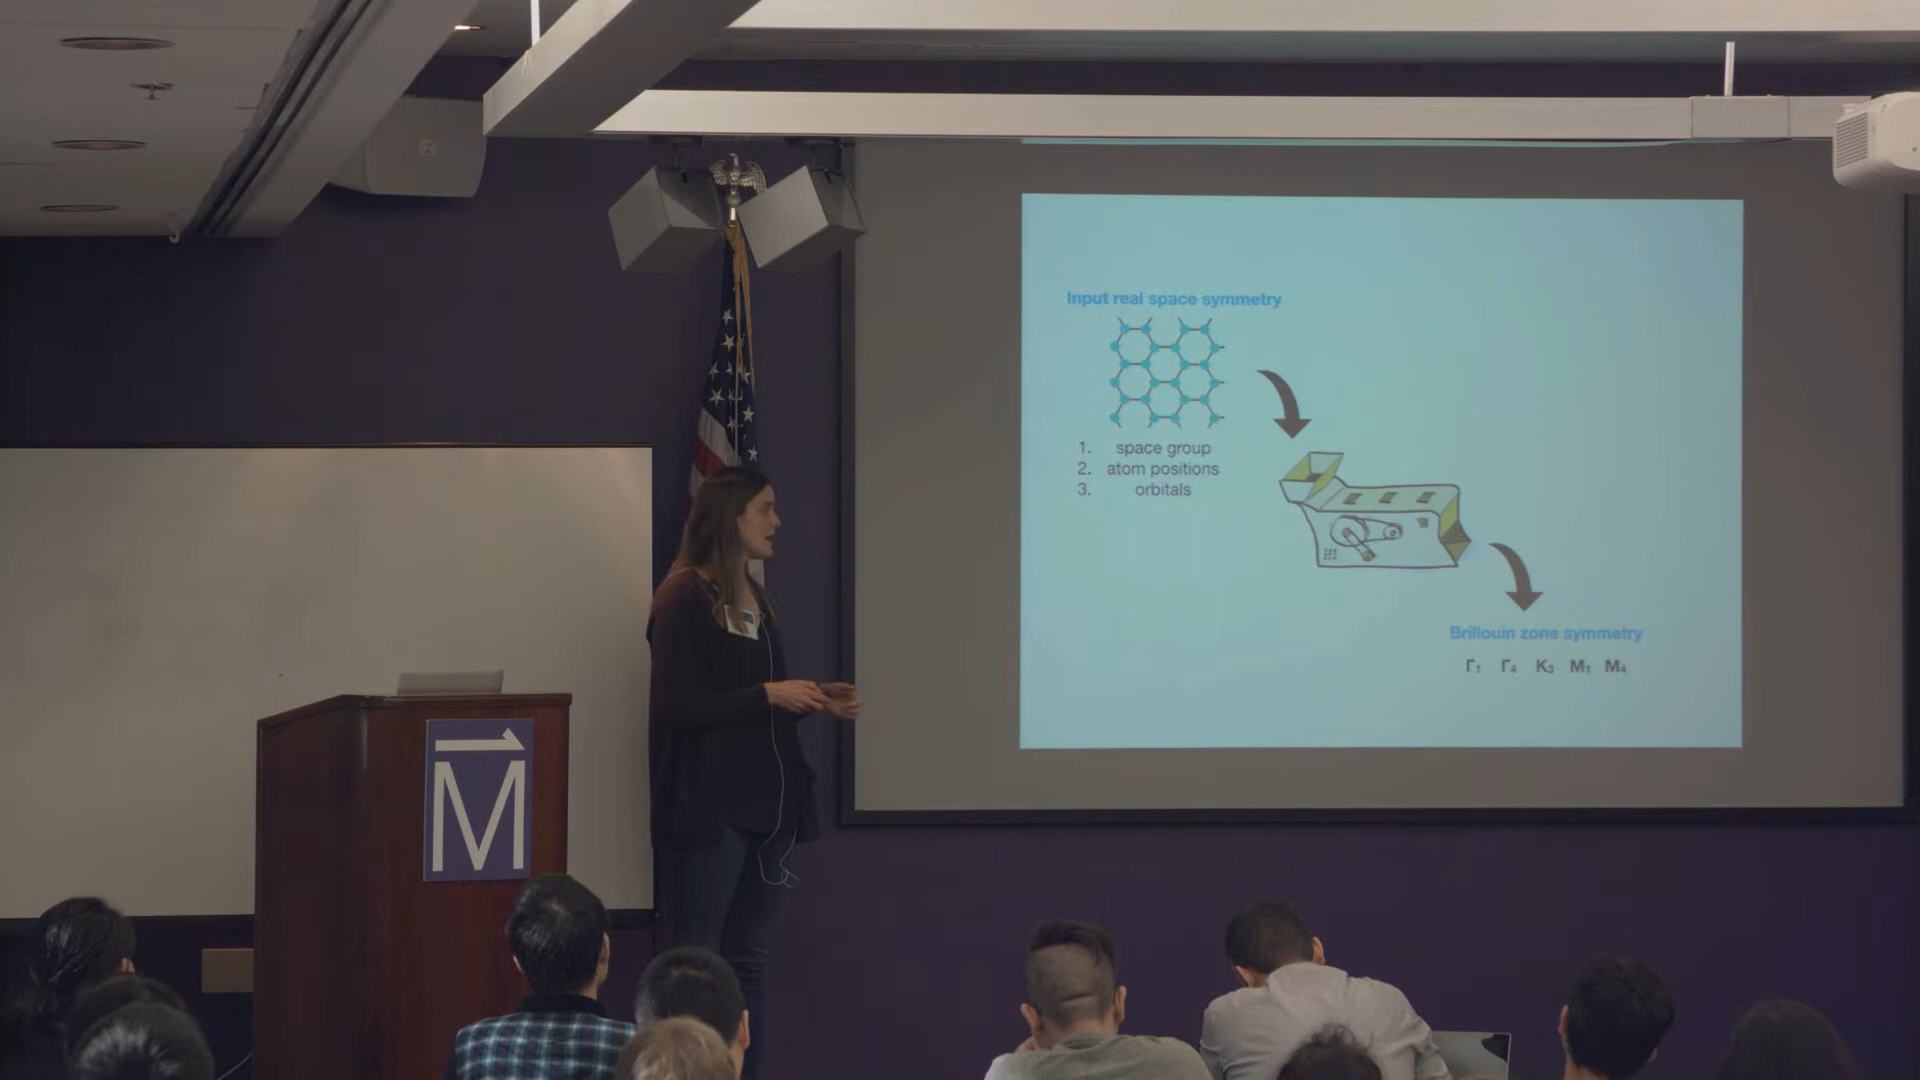 Input real space symmetry
1. space group
2. atom positions
3. orbitals
Brillouin zone symmetry
Γ₁ Γ₄ K₃ M₁ M₄
M